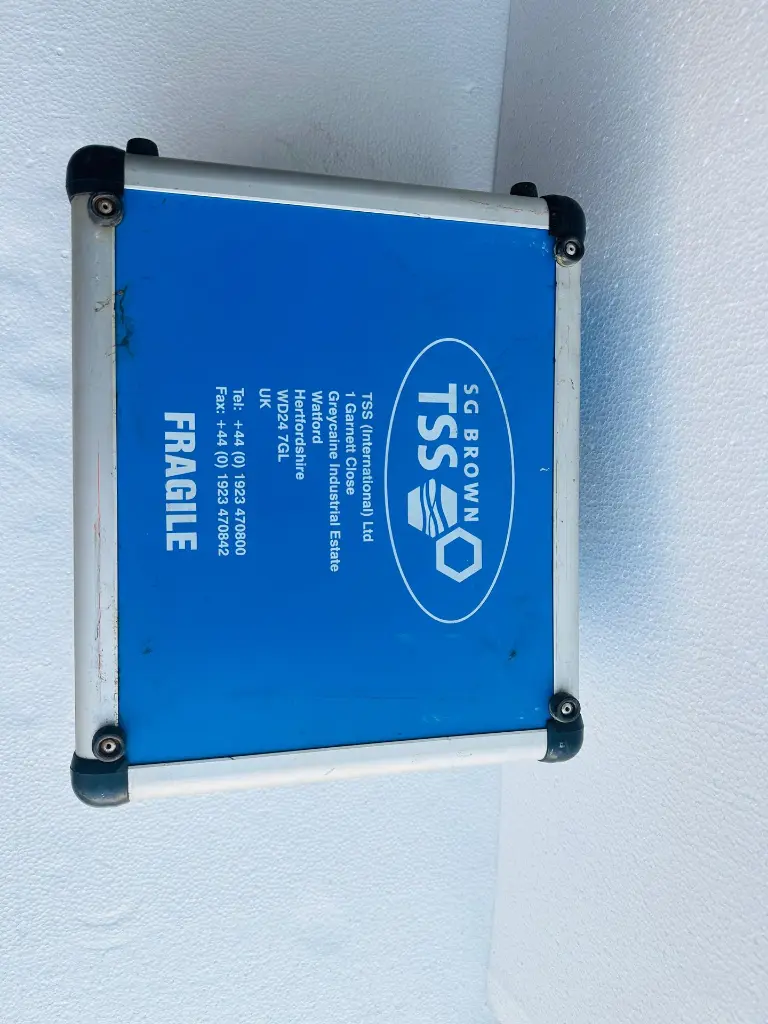 SG BROWN
TSS
TSS (International) Ltd
1 Garnett Close
Greycaine Industrial Estate
Watford
Hertfordshire
WD24 7GL
UK
Tel: +44 (0) 1923 470800
Fax: +44 (0) 1923 470842
FRAGILE